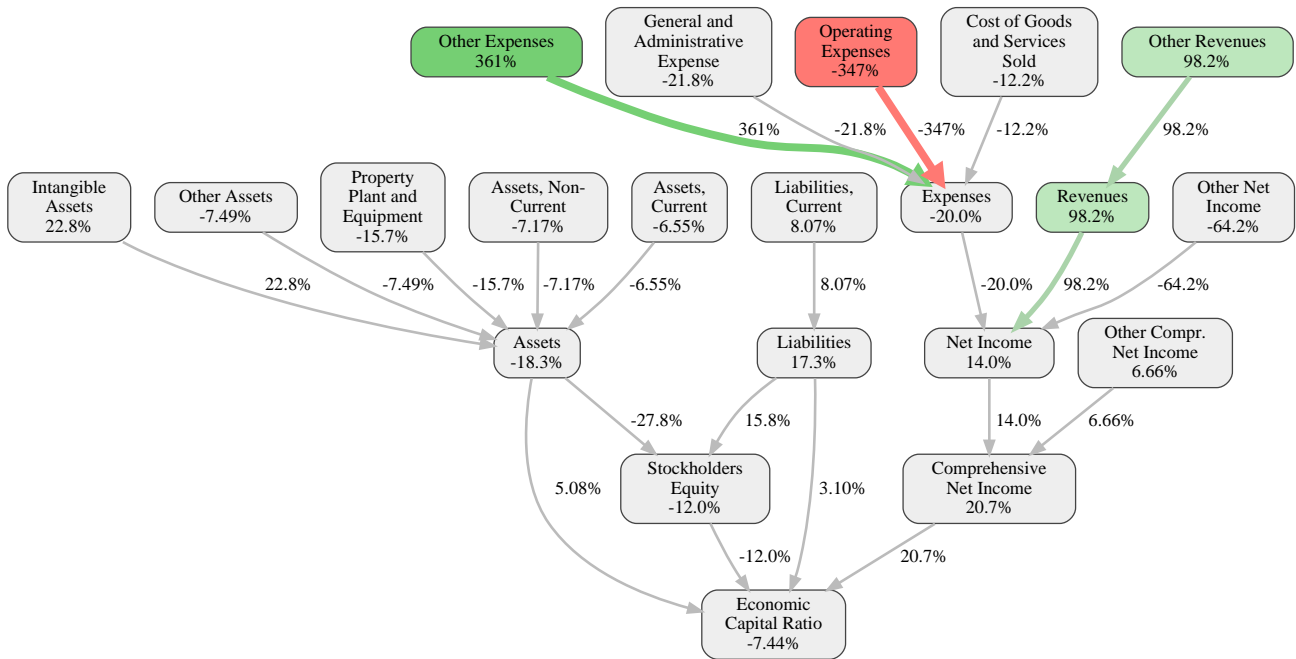 Other Expenses
361%
General and
Administrative
Expense
-21.8%
Operating
Expenses
-347%
Cost of Goods
and Services
Sold
-12.2%
Other Revenues
98.2%
361%
-21.8%
-347%
-12.2%
98.2%
Intangible
Assets
22.8%
Other Assets
-7.49%
Property
Plant and
Equipment
-15.7%
Assets, Non-
Current
-7.17%
Assets,
Current
-6.55%
Liabilities,
Current
8.07%
Expenses
-20.0%
Revenues
98.2%
Other Net
Income
-64.2%
22.8%
-7.49%
-15.7%
-7.17%
-6.55%
8.07%
-20.0%
98.2%
-64.2%
Assets
-18.3%
Liabilities
17.3%
Net Income
14.0%
Other Compr.
Net Income
6.66%
-27.8%
15.8%
14.0%
6.66%
5.08%
Stockholders
Equity
-12.0%
3.10%
Comprehensive
Net Income
20.7%
-12.0%
20.7%
Economic
Capital Ratio
-7.44%